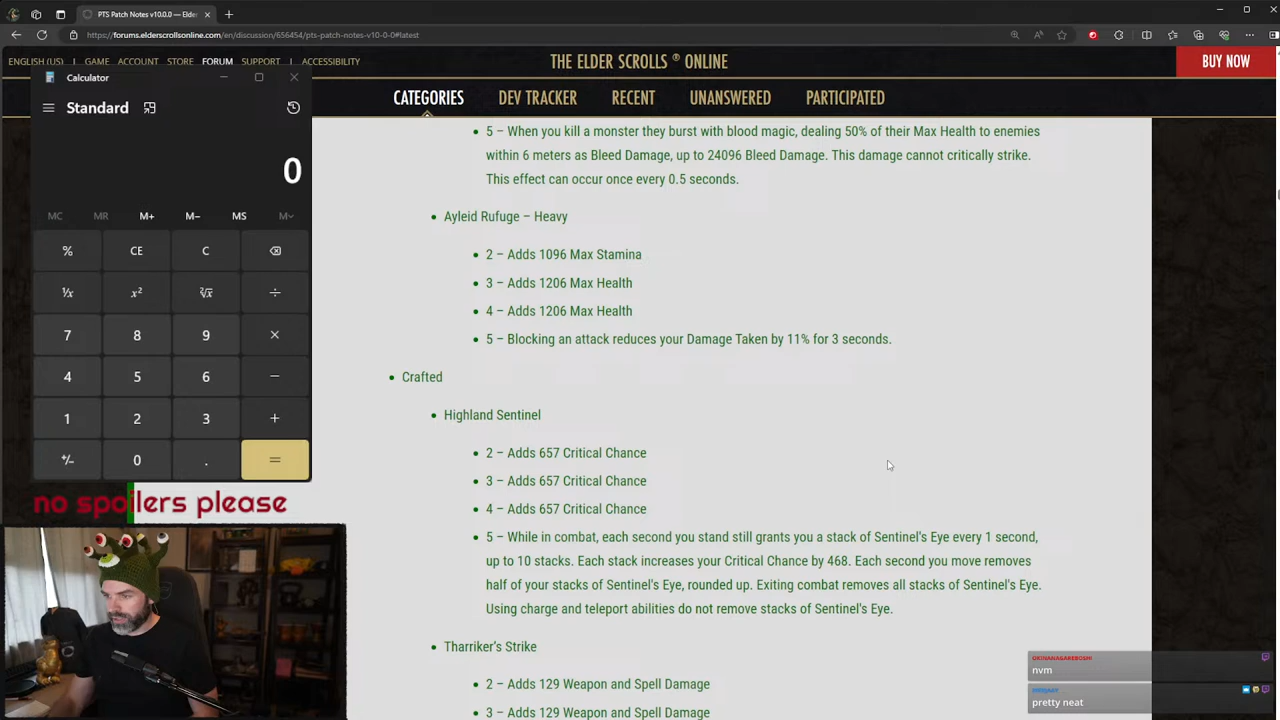 PTS Patch Notes v10.0.0 — Elder
https://forums.elderscrollsonline.com/en/discussion/656454/pts-patch-notes-v10-0-0#latest
ENGLISH (US) GAME ACCOUNT STORE FORUM SUPPORT ACCESSIBILITY
THE ELDER SCROLLS ® ONLINE
BUY NOW
CATEGORIES DEV TRACKER RECENT UNANSWERED PARTICIPATED
Calculator
Standard
0
MC MR M+ M− MS M
% CE C
¹/x x² ²√x ÷
7 8 9 ×
4 5 6 −
1 2 3 +
+/− 0 . =
no spoilers please
5 – When you kill a monster they burst with blood magic, dealing 50% of their Max Health to enemies
within 6 meters as Bleed Damage, up to 24096 Bleed Damage. This damage cannot critically strike.
This effect can occur once every 0.5 seconds.
Ayleid Rufuge – Heavy
2 – Adds 1096 Max Stamina
3 – Adds 1206 Max Health
4 – Adds 1206 Max Health
5 – Blocking an attack reduces your Damage Taken by 11% for 3 seconds.
Crafted
Highland Sentinel
2 – Adds 657 Critical Chance
3 – Adds 657 Critical Chance
4 – Adds 657 Critical Chance
5 – While in combat, each second you stand still grants you a stack of Sentinel's Eye every 1 second,
up to 10 stacks. Each stack increases your Critical Chance by 468. Each second you move removes
half of your stacks of Sentinel's Eye, rounded up. Exiting combat removes all stacks of Sentinel's Eye.
Using charge and teleport abilities do not remove stacks of Sentinel's Eye.
Tharriker's Strike
2 – Adds 129 Weapon and Spell Damage
3 – Adds 129 Weapon and Spell Damage
nvm
pretty neat